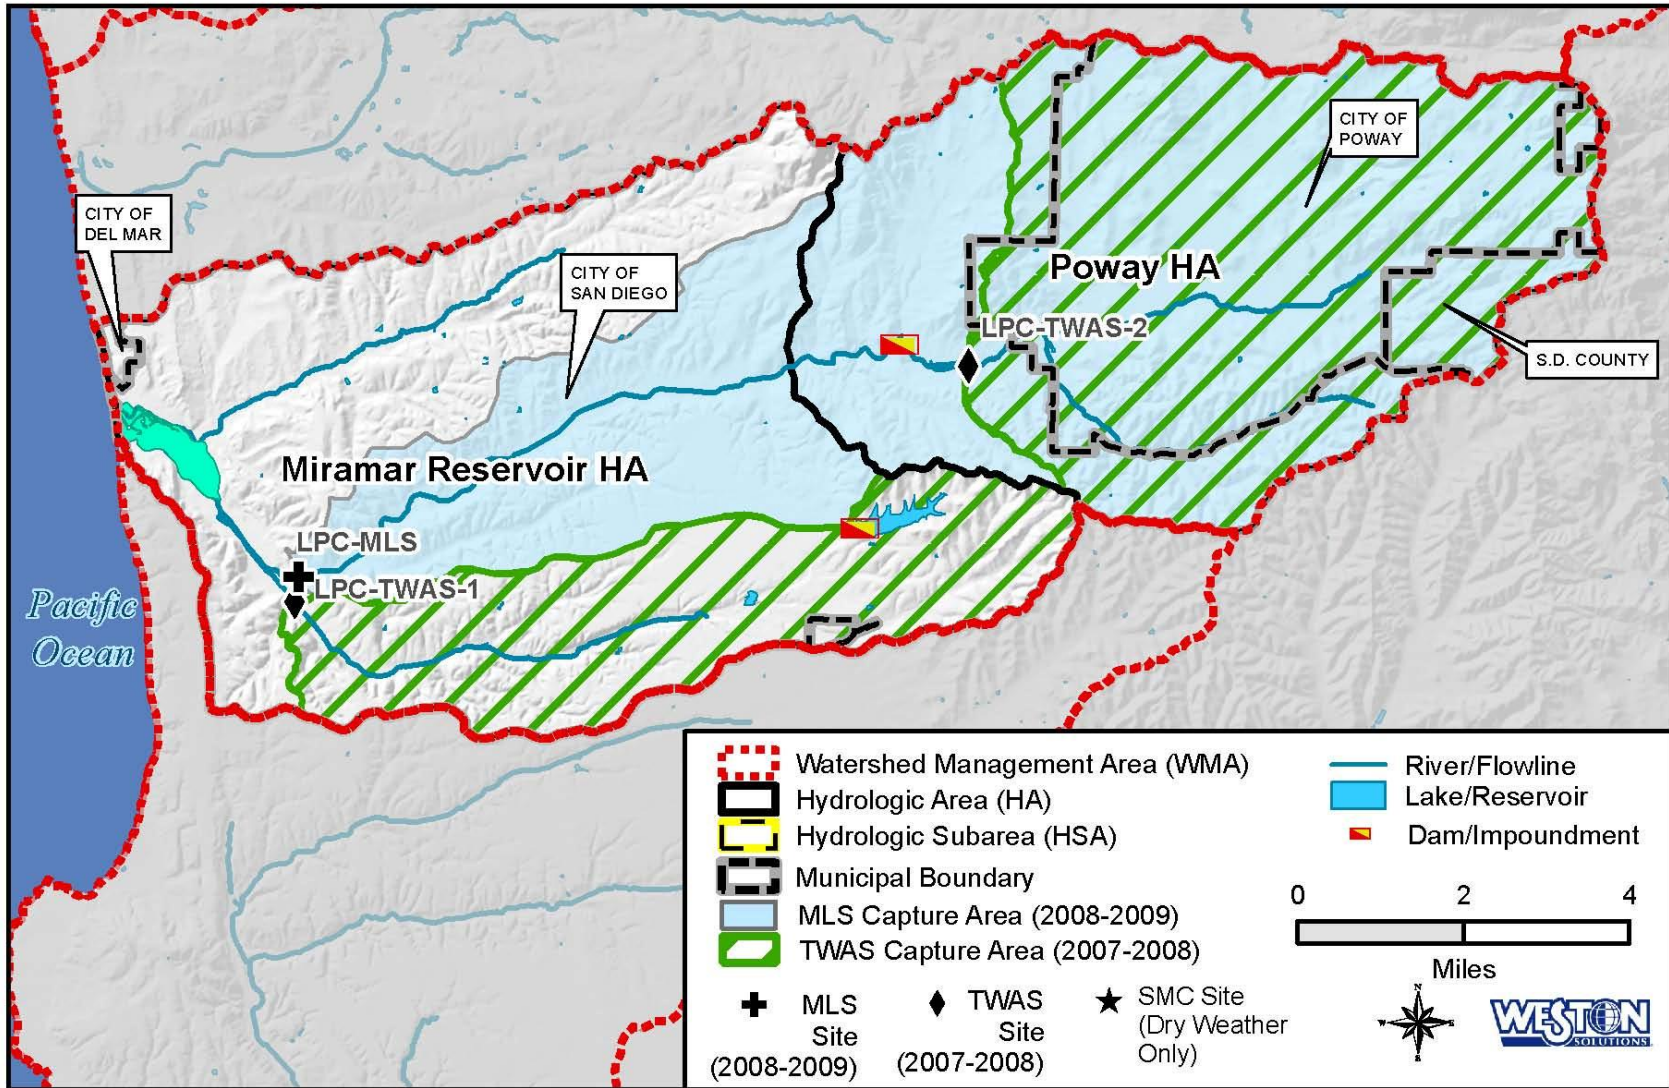 CITY OF
POWAY
CITY OF
DEL MAR
CITY OF
SAN DIEGO
Poway HA
LPC-TWAS-2
S.D. COUNTY
Miramar Reservoir HA
LPC-MLS
LPC-TWAS-1
Pacific
Ocean
Watershed Management Area (WMA)
Hydrologic Area (HA)
Hydrologic Subarea (HSA)
Municipal Boundary
MLS Capture Area (2008-2009)
TWAS Capture Area (2007-2008)
MLS
Site
(2008-2009)
TWAS
Site
(2007-2008)
SMC Site
(Dry Weather
Only)
River/Flowline
Lake/Reservoir
Dam/Impoundment
0 2 4
Miles
N
W E
S
WESTON
SOLUTIONS